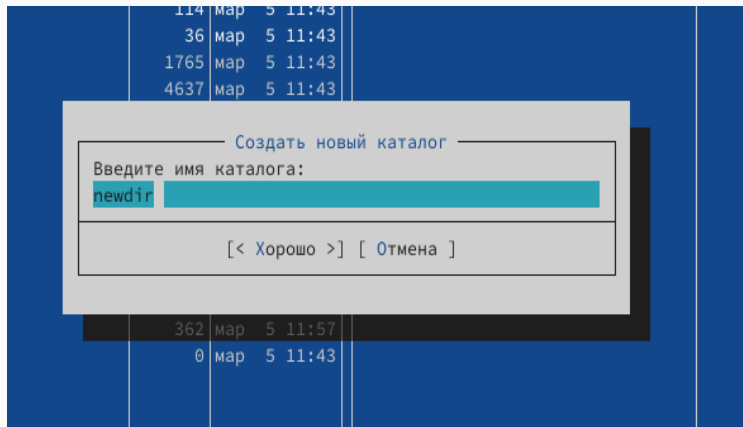 114 мар 5 11:43
36 мар 5 11:43
1765 мар 5 11:43
4637 мар 5 11:43
Создать новый каталог
Введите имя каталога:
newdir
[< Хорошо >] [ Отмена ]
362 мар 5 11:57
0 мар 5 11:43